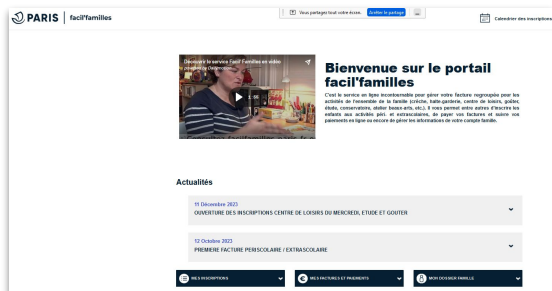 PARIS | facil'familles
Vous partagez tout votre écran. Arrêter le partage
Calendrier des inscriptions
Découvrir le service Facil'Familles en vidéo
Bienvenue sur le portail
facil'familles
C'est le service en ligne incontournable pour gérer votre facture regroupée pour les
activités de l'ensemble de la famille (crèche, halte-garderie, centre de loisirs, goûter,
étude, conservatoire, atelier beaux-arts, etc.). Il vous permet entre autres d'inscrire les
enfants aux activités péri. et extrascolaires, de payer vos factures et suivre vos
paiements en ligne ou encore de gérer les informations de votre compte famille.
Actualités
11 Décembre 2023
OUVERTURE DES INSCRIPTIONS CENTRE DE LOISIRS DU MERCREDI, ETUDE ET GOUTER
12 Octobre 2023
PREMIERE FACTURE PERISCOLAIRE / EXTRASCOLAIRE
MES INSCRIPTIONS
MES FACTURES ET PAIEMENTS
MON DOSSIER FAMILLE